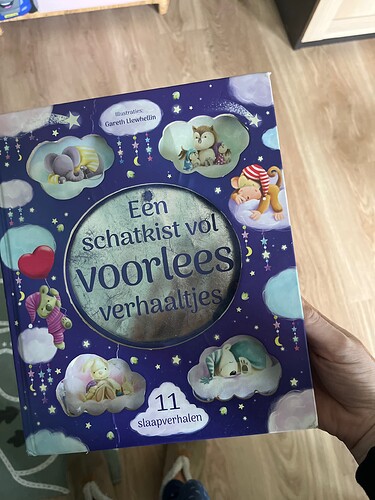 Illustraties:
Gareth Llewhellin
Een
schatkist vol
voorlees
verhaaltjes
11
slaapverhalen